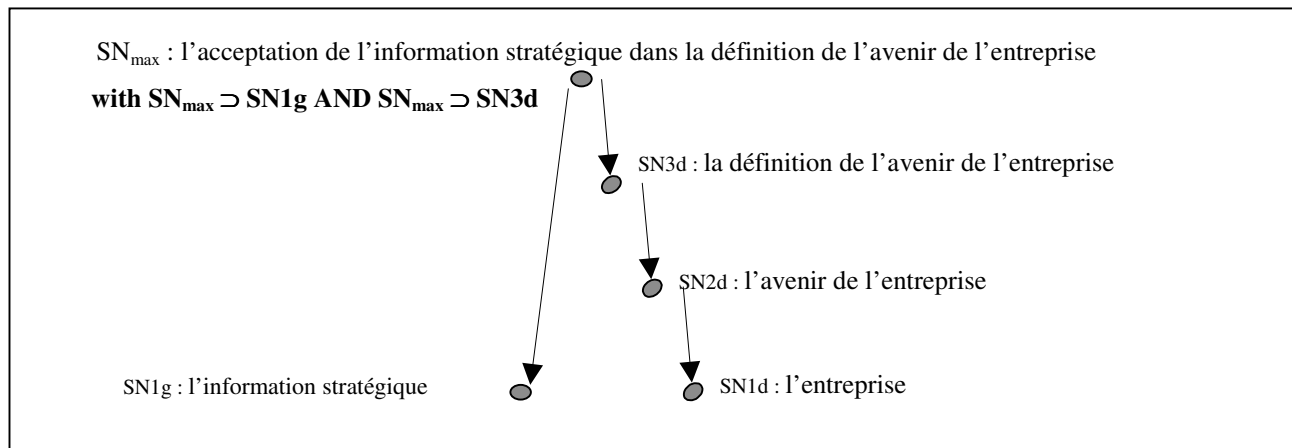 SNmax : l’acceptation de l’information stratégique dans la définition de l’avenir de l’entreprise
with SNmax ⊃ SN1g AND SNmax ⊃ SN3d
SN3d : la définition de l’avenir de l’entreprise
SN2d : l’avenir de l’entreprise
SN1g : l’information stratégique
SN1d : l’entreprise